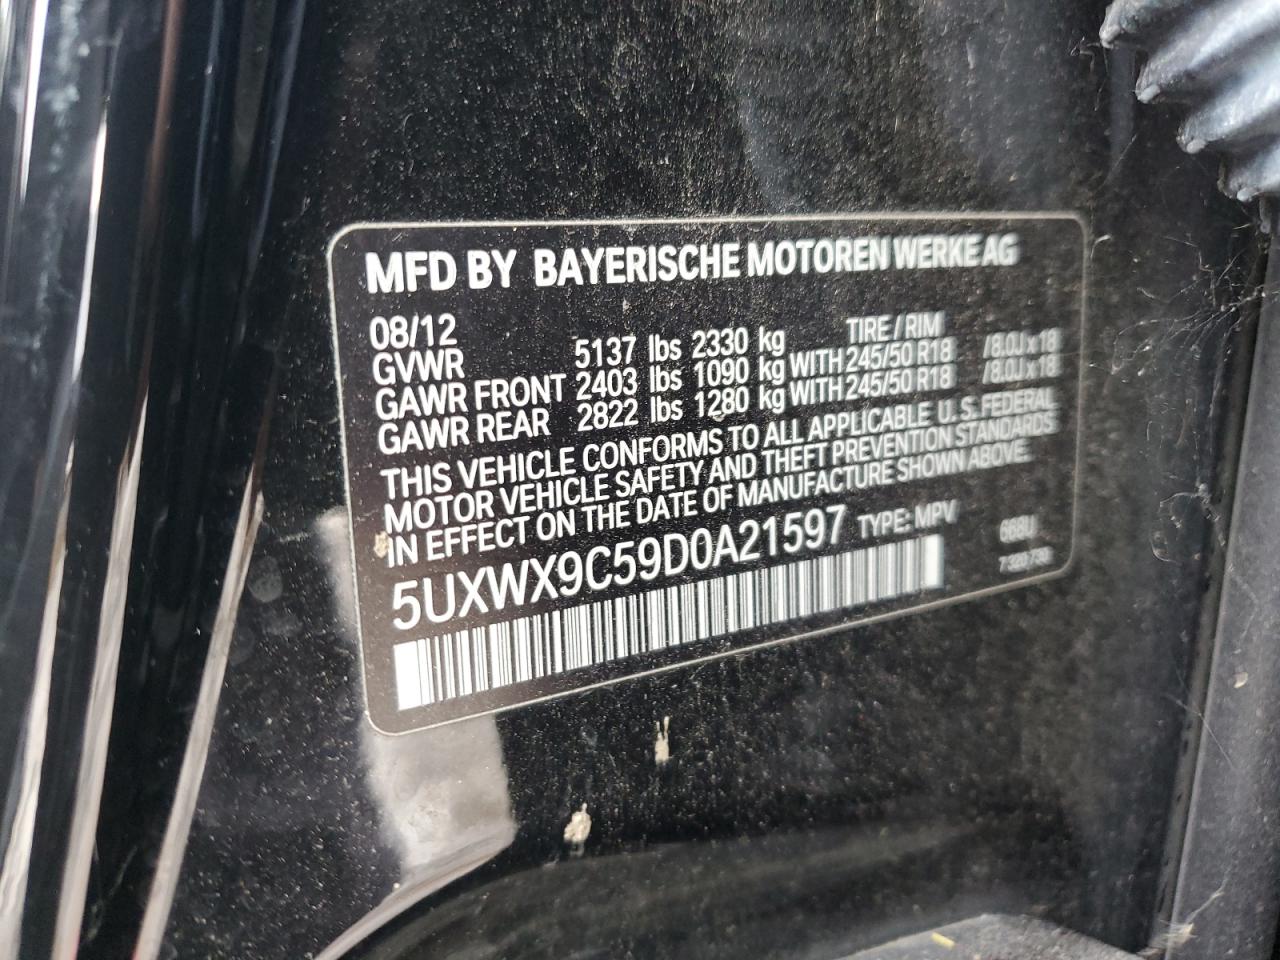 MFD BY BAYERISCHE MOTOREN WERKE AG
08/12 TIRE / RIM
GVWR 5137 lbs 2330 kg
GAWR FRONT 2403 lbs 1090 kg WITH 245/50 R18 /8.0J x 18
GAWR REAR 2822 lbs 1280 kg WITH 245/50 R18 /8.0J x 18
THIS VEHICLE CONFORMS TO ALL APPLICABLE U.S. FEDERAL
MOTOR VEHICLE SAFETY AND THEFT PREVENTION STANDARDS
IN EFFECT ON THE DATE OF MANUFACTURE SHOWN ABOVE.
5UXWX9C59D0A21597 TYPE: MPV